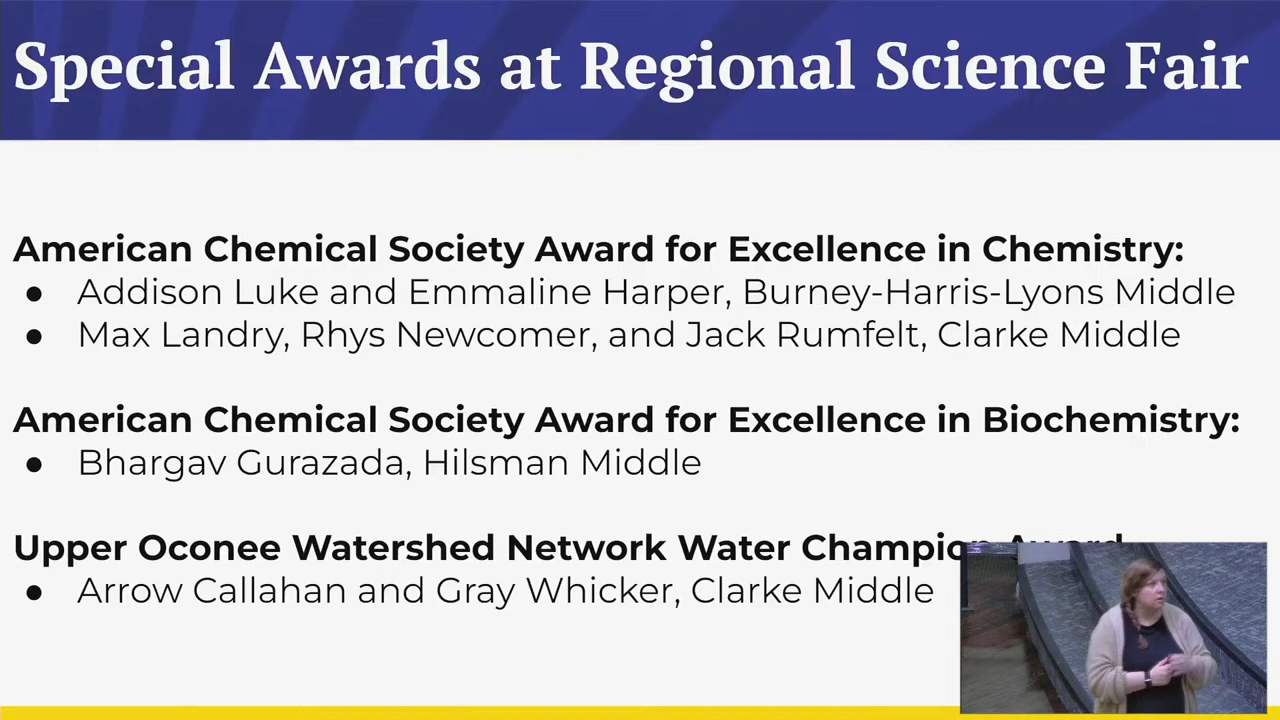 Special Awards at Regional Science Fair
American Chemical Society Award for Excellence in Chemistry:
● Addison Luke and Emmaline Harper, Burney-Harris-Lyons Middle
● Max Landry, Rhys Newcomer, and Jack Rumfelt, Clarke Middle
American Chemical Society Award for Excellence in Biochemistry:
● Bhargav Gurazada, Hilsman Middle
Upper Oconee Watershed Network Water Champion Award
● Arrow Callahan and Gray Whicker, Clarke Middle